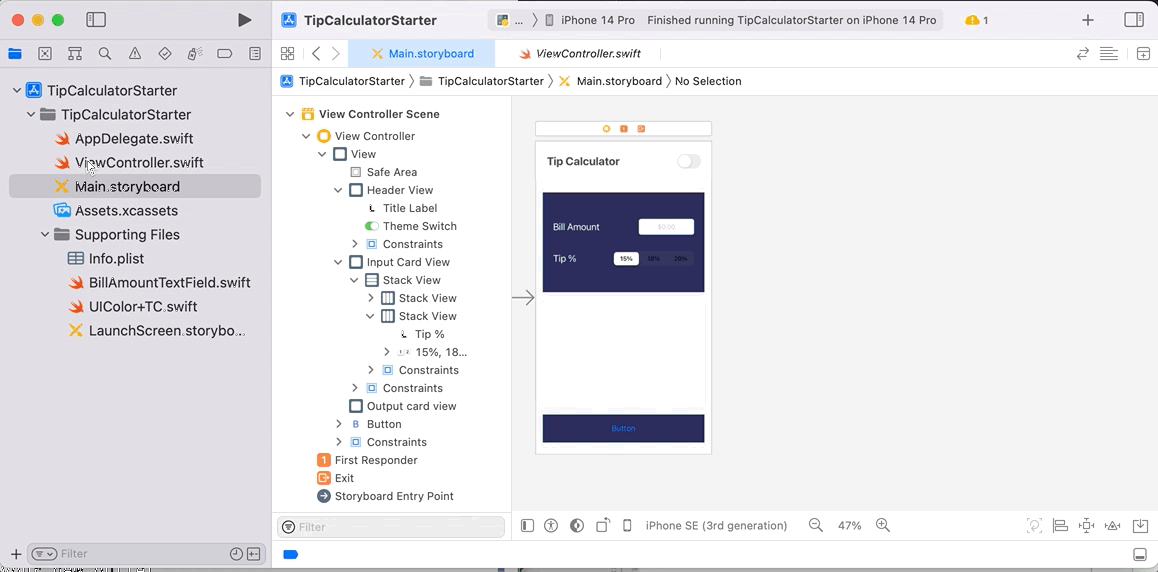 TipCalculatorStarter
... iPhone 14 Pro Finished running TipCalculatorStarter on iPhone 14 Pro 1
Main.storyboard
ViewController.swift
TipCalculatorStarter TipCalculatorStarter Main.storyboard No Selection
TipCalculatorStarter
TipCalculatorStarter
AppDelegate.swift
ViewController.swift
Main.storyboard
Assets.xcassets
Supporting Files
Info.plist
BillAmountTextField.swift
UIColor+TC.swift
LaunchScreen.storybo...
Filter
View Controller Scene
View Controller
View
Safe Area
Header View
L Title Label
Theme Switch
Constraints
Input Card View
Stack View
Stack View
Stack View
L Tip %
15%, 18...
Constraints
Constraints
Output card view
B Button
Constraints
1 First Responder
Exit
Storyboard Entry Point
Filter
Tip Calculator
Bill Amount $0.00
Tip % 15% 18% 20%
Button
iPhone SE (3rd generation) 47%